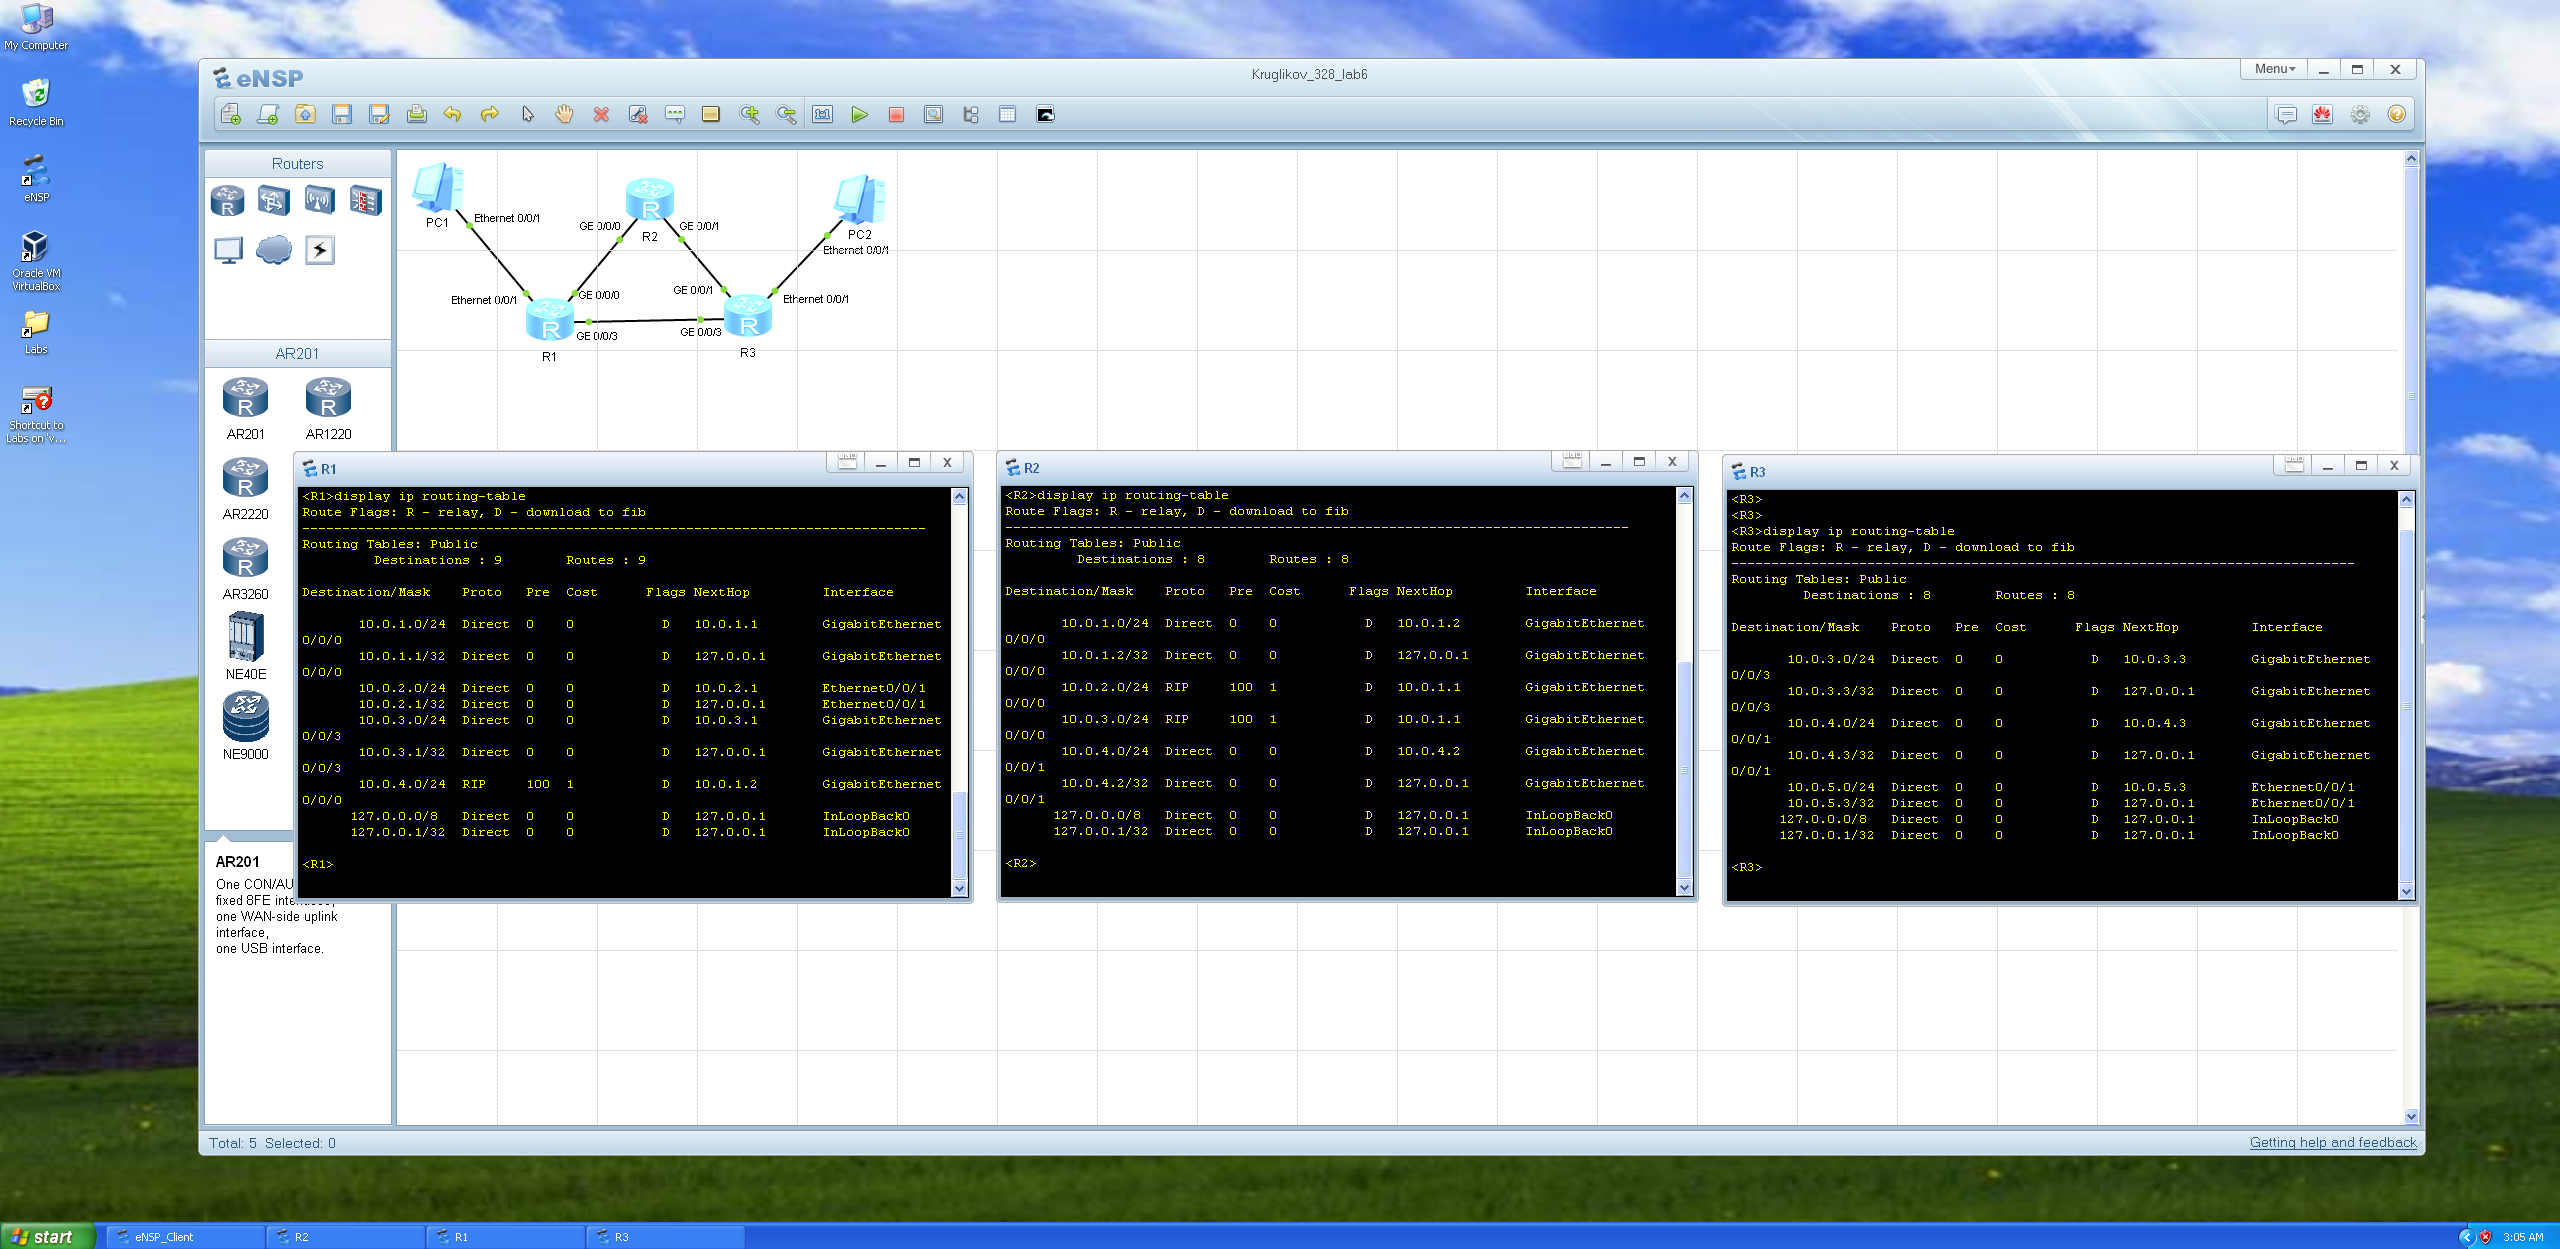 My Computer
Recycle Bin
eNSP
Oracle VM
VirtualBox
Labs
Shortcut to
Labs on 'v...
eNSP
Kruglikov_328_lab6
Menu
Routers
AR201
AR201
AR1220
AR2220
AR3260
NE40E
NE9000
AR201
One CON/AU
fixed 8FE interfaces,
one WAN-side uplink
interface,
one USB interface.
PC1
Ethernet 0/0/1
GE 0/0/0
R2
GE 0/0/1
PC2
Ethernet 0/0/1
Ethernet 0/0/1
GE 0/0/0
GE 0/0/1
Ethernet 0/0/1
GE 0/0/3
GE 0/0/3
R1
R3
R1
<R1>display ip routing-table
Route Flags: R - relay, D - download to fib
------------------------------------------------------------------------------
Routing Tables: Public
Destinations : 9 Routes : 9
Destination/Mask Proto Pre Cost Flags NextHop Interface
10.0.1.0/24 Direct 0 0 D 10.0.1.1 GigabitEthernet
0/0/0
10.0.1.1/32 Direct 0 0 D 127.0.0.1 GigabitEthernet
0/0/0
10.0.2.0/24 Direct 0 0 D 10.0.2.1 Ethernet0/0/1
10.0.2.1/32 Direct 0 0 D 127.0.0.1 Ethernet0/0/1
10.0.3.0/24 Direct 0 0 D 10.0.3.1 GigabitEthernet
0/0/3
10.0.3.1/32 Direct 0 0 D 127.0.0.1 GigabitEthernet
0/0/3
10.0.4.0/24 RIP 100 1 D 10.0.1.2 GigabitEthernet
0/0/0
127.0.0.0/8 Direct 0 0 D 127.0.0.1 InLoopBack0
127.0.0.1/32 Direct 0 0 D 127.0.0.1 InLoopBack0
<R1>
R2
<R2>display ip routing-table
Route Flags: R - relay, D - download to fib
------------------------------------------------------------------------------
Routing Tables: Public
Destinations : 8 Routes : 8
Destination/Mask Proto Pre Cost Flags NextHop Interface
10.0.1.0/24 Direct 0 0 D 10.0.1.2 GigabitEthernet
0/0/0
10.0.1.2/32 Direct 0 0 D 127.0.0.1 GigabitEthernet
0/0/0
10.0.2.0/24 RIP 100 1 D 10.0.1.1 GigabitEthernet
0/0/0
10.0.3.0/24 RIP 100 1 D 10.0.1.1 GigabitEthernet
0/0/0
10.0.4.0/24 Direct 0 0 D 10.0.4.2 GigabitEthernet
0/0/1
10.0.4.2/32 Direct 0 0 D 127.0.0.1 GigabitEthernet
0/0/1
127.0.0.0/8 Direct 0 0 D 127.0.0.1 InLoopBack0
127.0.0.1/32 Direct 0 0 D 127.0.0.1 InLoopBack0
<R2>
R3
<R3>
<R3>
<R3>display ip routing-table
Route Flags: R - relay, D - download to fib
------------------------------------------------------------------------------
Routing Tables: Public
Destinations : 8 Routes : 8
Destination/Mask Proto Pre Cost Flags NextHop Interface
10.0.3.0/24 Direct 0 0 D 10.0.3.3 GigabitEthernet
0/0/3
10.0.3.3/32 Direct 0 0 D 127.0.0.1 GigabitEthernet
0/0/3
10.0.4.0/24 Direct 0 0 D 10.0.4.3 GigabitEthernet
0/0/1
10.0.4.3/32 Direct 0 0 D 127.0.0.1 GigabitEthernet
0/0/1
10.0.5.0/24 Direct 0 0 D 10.0.5.3 Ethernet0/0/1
10.0.5.3/32 Direct 0 0 D 127.0.0.1 Ethernet0/0/1
127.0.0.0/8 Direct 0 0 D 127.0.0.1 InLoopBack0
127.0.0.1/32 Direct 0 0 D 127.0.0.1 InLoopBack0
<R3>
Total: 5 Selected: 0
Getting help and feedback
start
eNSP_Client
R2
R1
R3
3:05 AM